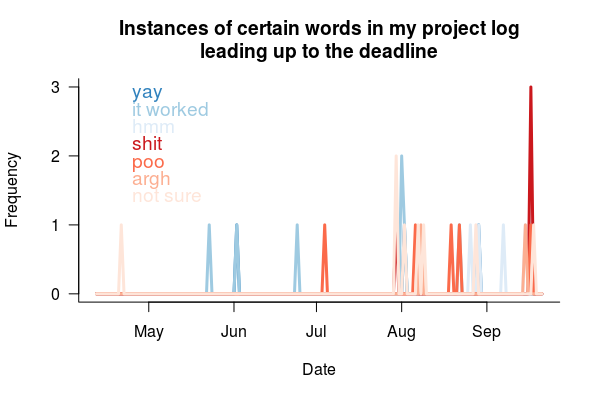 Instances of certain words in my project log
leading up to the deadline
yay
it worked
hmm
shit
poo
argh
not sure
Frequency
3
2
1
0
May Jun Jul Aug Sep
Date